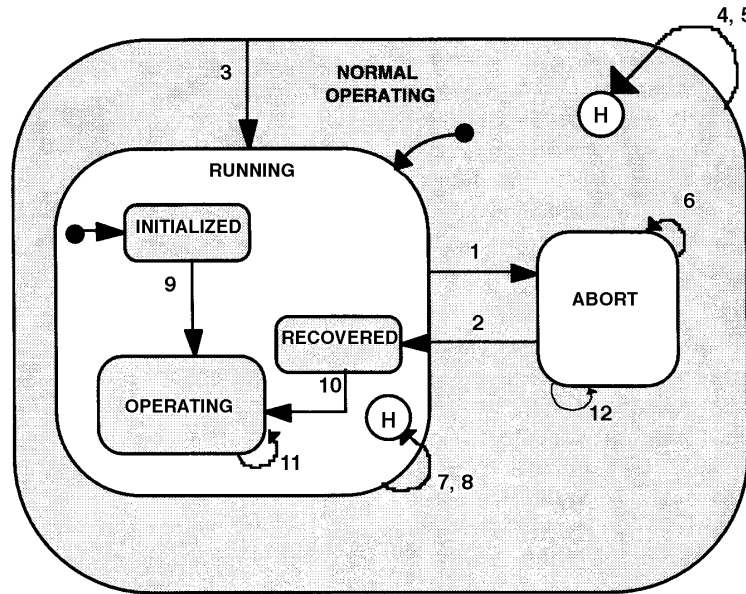 4, 5
3
NORMAL
OPERATING
H
RUNNING
6
INITIALIZED
1
ABORT
9
2
RECOVERED
10
OPERATING
H
12
11
7, 8